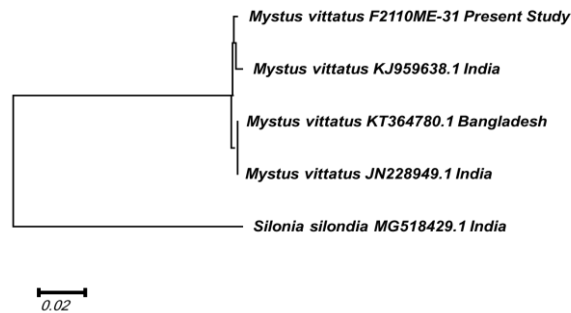 Mystus vittatus F2110ME-31 Present Study
Mystus vittatus KJ959638.1 India
Mystus vittatus KT364780.1 Bangladesh
Mystus vittatus JN228949.1 India
Silonia silondia MG518429.1 India
0.02